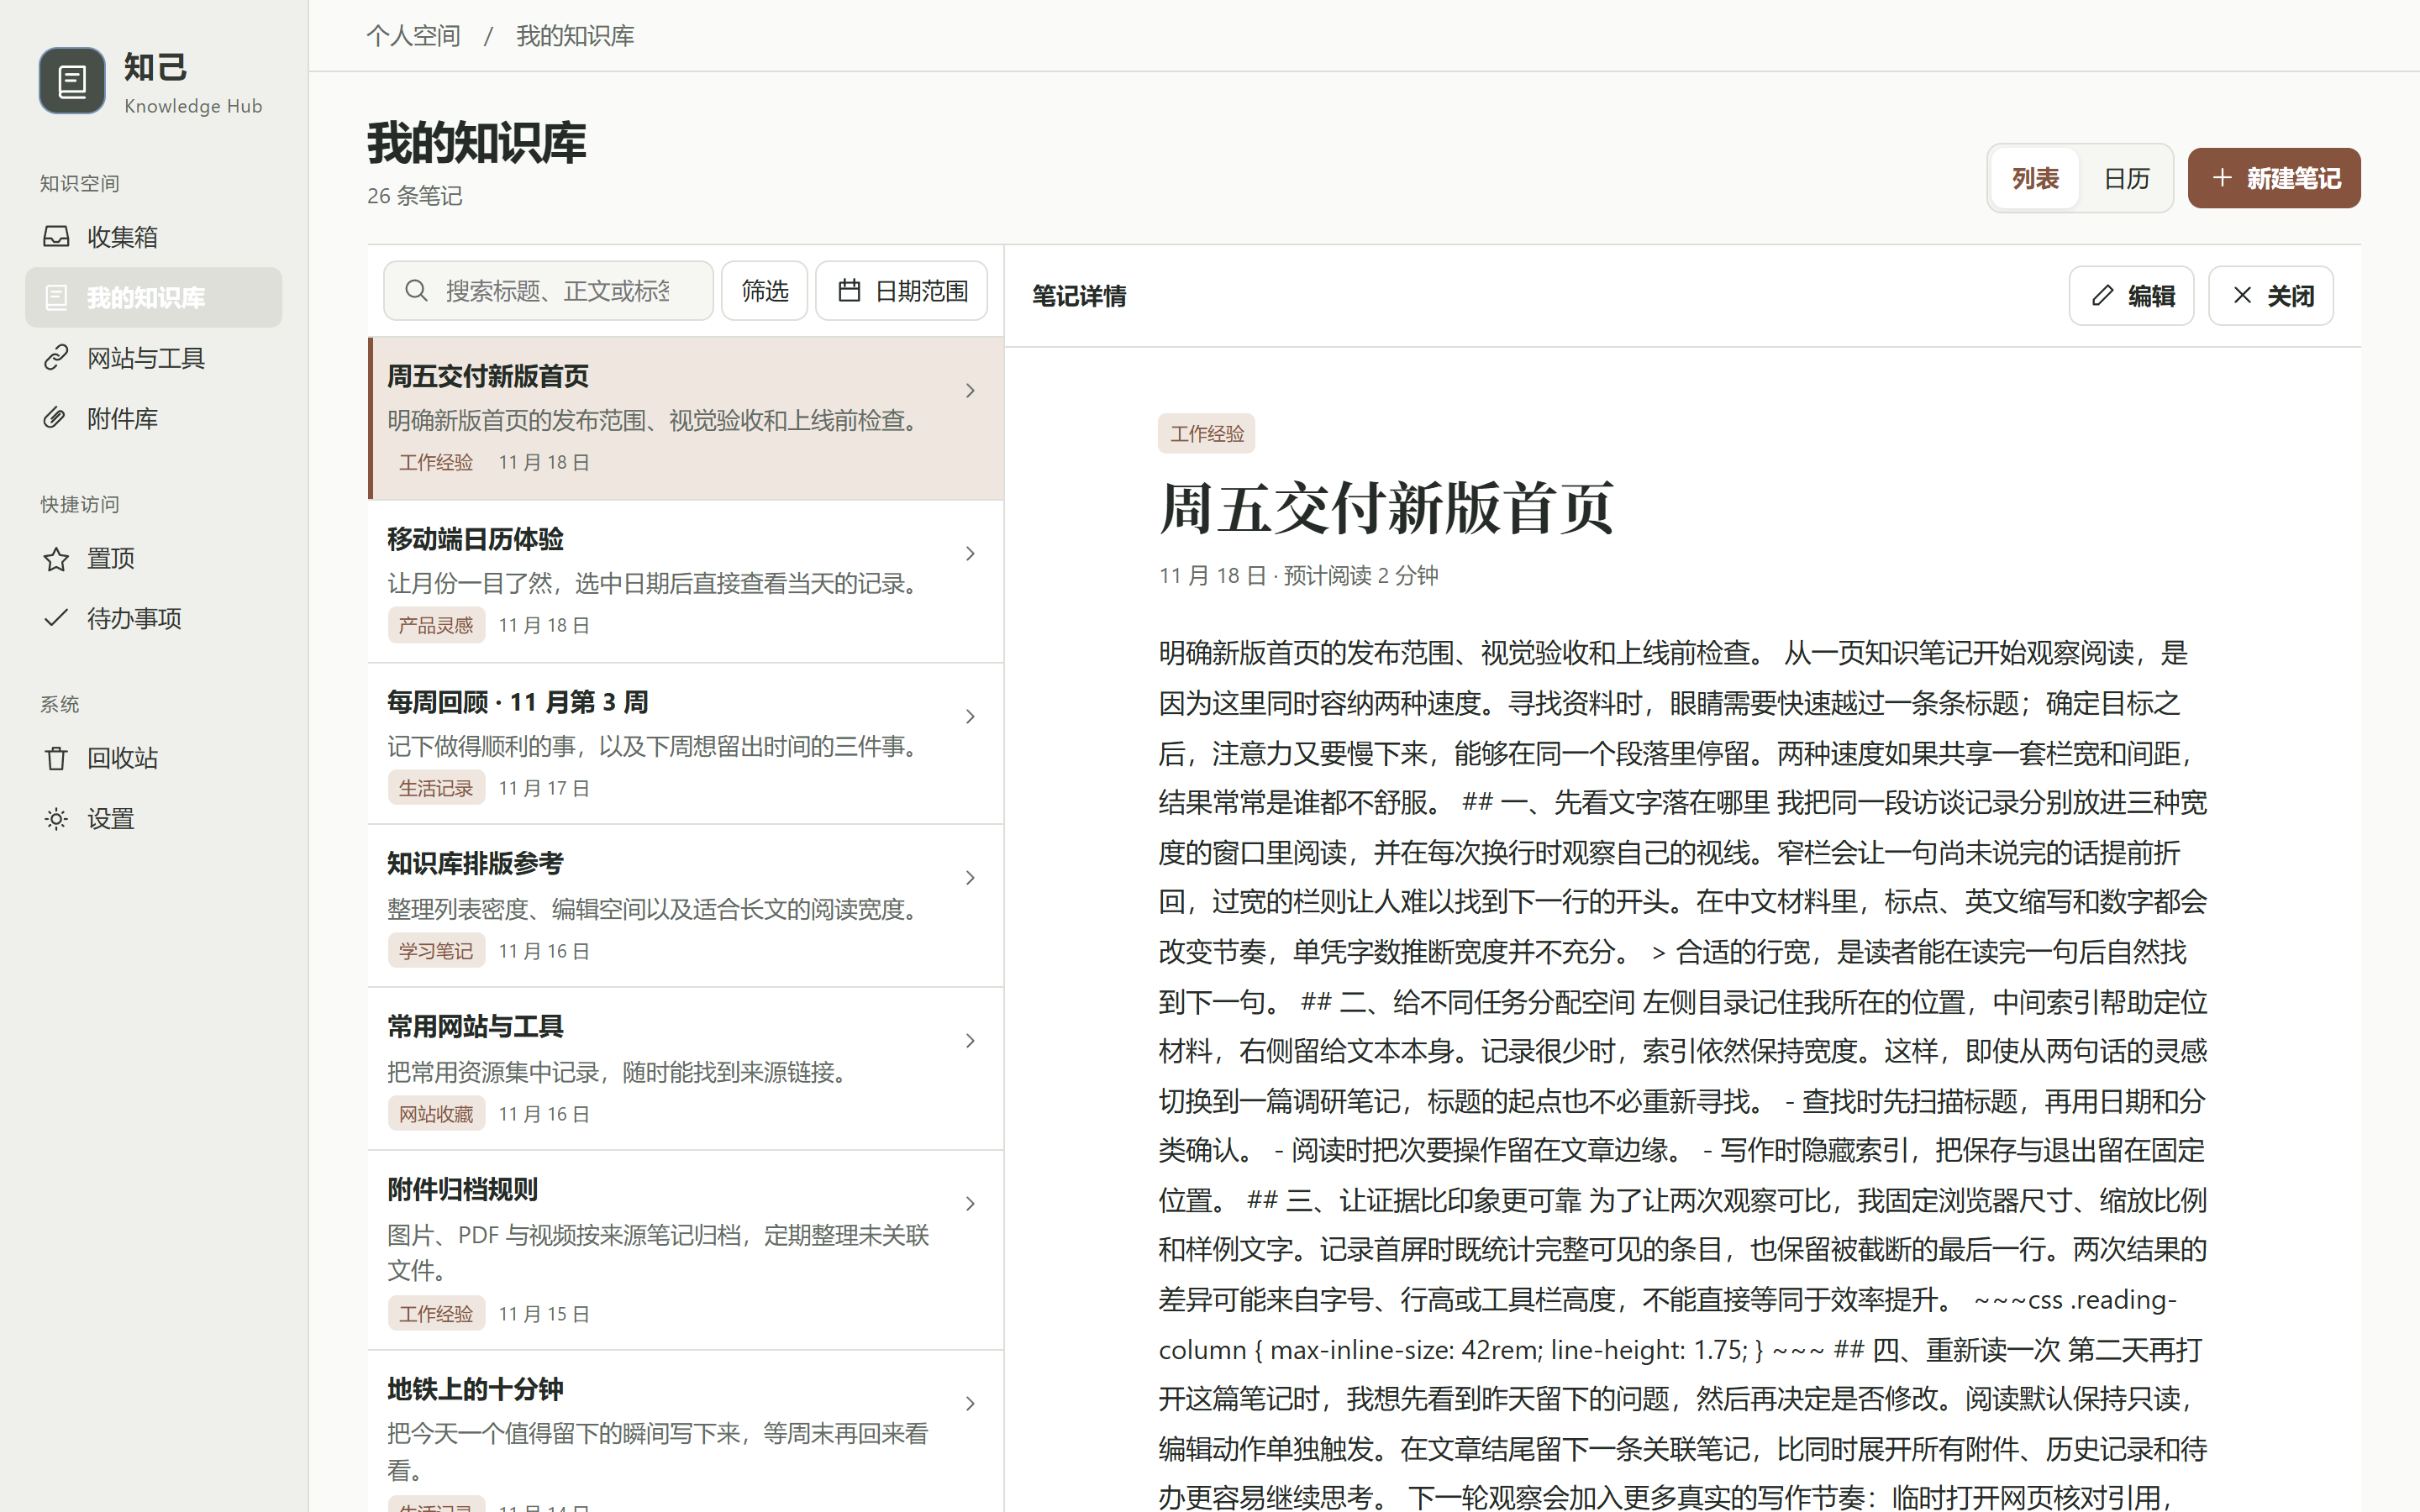 知己
Knowledge Hub
知识空间
收集箱
我的知识库
网站与工具
附件库
快捷访问
置顶
待办事项
系统
回收站
设置
个人空间 / 我的知识库
我的知识库
26 条笔记
列表
日历
新建笔记
搜索标题、正文或标签
筛选
日期范围
周五交付新版首页
明确新版首页的发布范围、视觉验收和上线前检查。
工作经验 11 月 18 日
移动端日历体验
让月份一目了然，选中日期后直接查看当天的记录。
产品灵感 11 月 18 日
每周回顾 · 11 月第 3 周
记下做得顺利的事，以及下周想留出时间的三件事。
生活记录 11 月 17 日
知识库排版参考
整理列表密度、编辑空间以及适合长文的阅读宽度。
学习笔记 11 月 16 日
常用网站与工具
把常用资源集中记录，随时能找到来源链接。
网站收藏 11 月 16 日
附件归档规则
图片、PDF 与视频按来源笔记归档，定期整理未关联
文件。
工作经验 11 月 15 日
地铁上的十分钟
把今天一个值得留下的瞬间写下来，等周末再回来看
看。
生活记录 11 月 14 日
笔记详情
编辑
关闭
工作经验
周五交付新版首页
11 月 18 日 · 预计阅读 2 分钟
明确新版首页的发布范围、视觉验收和上线前检查。 从一页知识笔记开始观察阅读，是
因为这里同时容纳两种速度。寻找资料时，眼睛需要快速越过一条条标题；确定目标之
后，注意力又要慢下来，能够在同一个段落里停留。两种速度如果共享一套栏宽和间距，
结果常常是谁都不舒服。 ## 一、先看文字落在哪里 我把同一段访谈记录分别放进三种宽
度的窗口里阅读，并在每次换行时观察自己的视线。窄栏会让一句尚未说完的话提前折
回，过宽的栏则让人难以找到下一行的开头。在中文材料里，标点、英文缩写和数字都会
改变节奏，单凭字数推断宽度并不充分。 > 合适的行宽，是读者能在读完一句后自然找
到下一句。 ## 二、给不同任务分配空间 左侧目录记住我所在的位置，中间索引帮助定位
材料，右侧留给文本本身。记录很少时，索引依然保持宽度。这样，即使从两句话的灵感
切换到一篇调研笔记，标题的起点也不必重新寻找。 - 查找时先扫描标题，再用日期和分
类确认。 - 阅读时把次要操作留在文章边缘。 - 写作时隐藏索引，把保存与退出留在固定
位置。 ## 三、让证据比印象更可靠 为了让两次观察可比，我固定浏览器尺寸、缩放比例
和样例文字。记录首屏时既统计完整可见的条目，也保留被截断的最后一行。两次结果的
差异可能来自字号、行高或工具栏高度，不能直接等同于效率提升。 ~~~css .reading-
column { max-inline-size: 42rem; line-height: 1.75; } ~~~ ## 四、重新读一次 第二天再打
开这篇笔记时，我想先看到昨天留下的问题，然后再决定是否修改。阅读默认保持只读，
编辑动作单独触发。在文章结尾留下一条关联笔记，比同时展开所有附件、历史记录和待
办更容易继续思考。 下一轮观察会加入更多真实的写作节奏：临时打开网页核对引用，